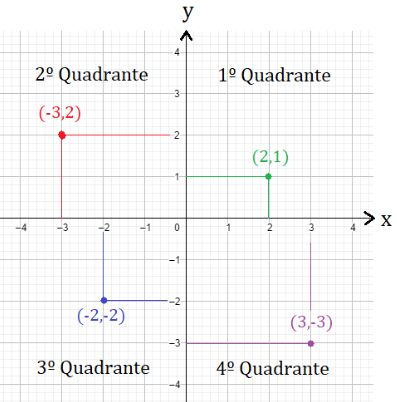 y
4
2º Quadrante 1º Quadrante
3
(-3,2)
2
(2,1)
1
x
−4 −3 −2 −1 0 1 2 3 4
−1
−2
(-2,-2) (3,-3)
−3
3º Quadrante 4º Quadrante
−4